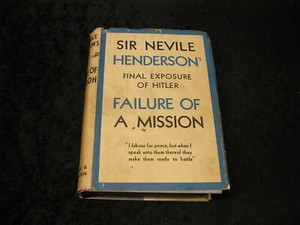 SIR NEVILE
HENDERSON'
FINAL EXPOSURE
OF HITLER
FAILURE OF
A MISSION
"I labour for peace, but when I
speak unto them thereof they
make them ready to battle"
OF